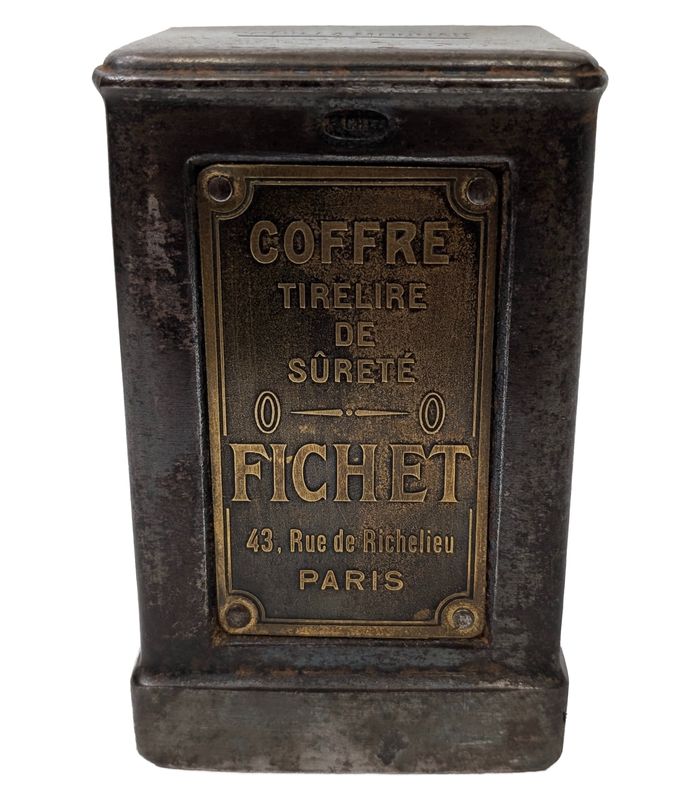 COFFRE
TIRELIRE
DE
SÛRETÉ
FICHET
43, Rue de Richelieu
PARIS